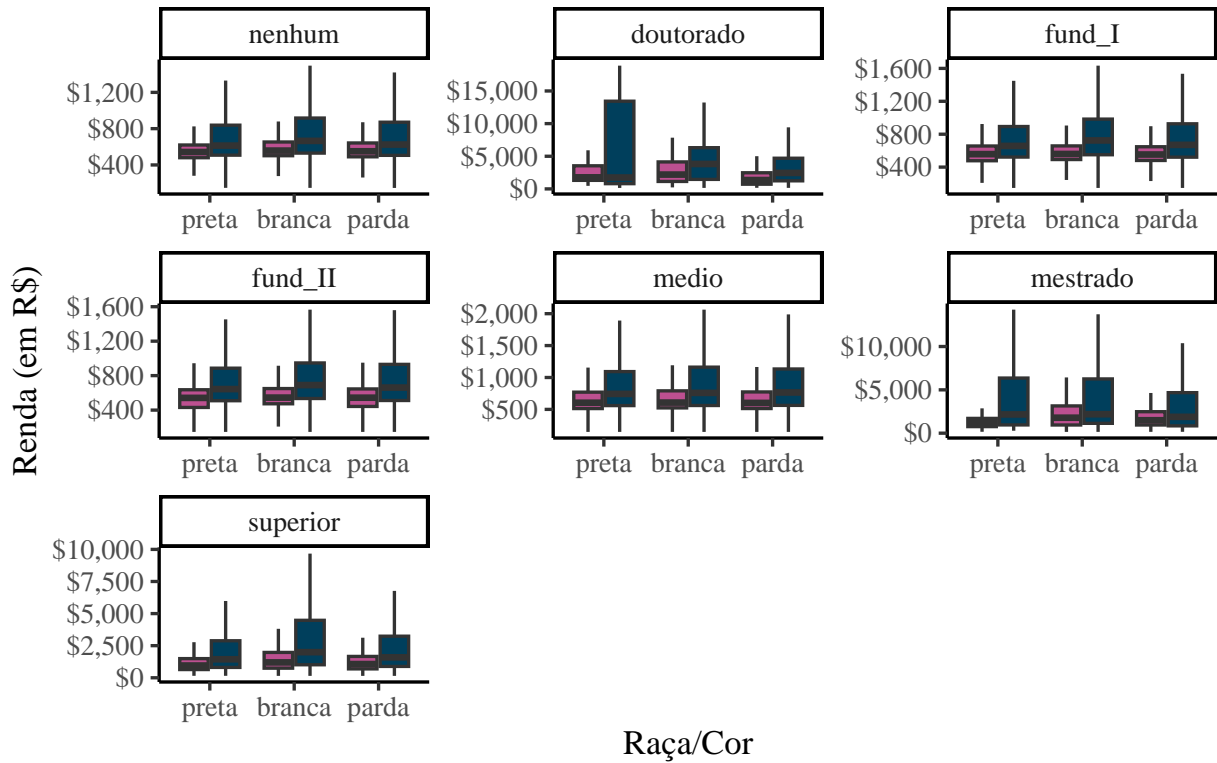 nenhum
doutorado
fund_I
$1,200
$800
$400
$15,000
$10,000
$5,000
$0
$1,600
$1,200
$800
$400
preta branca parda
preta branca parda
preta branca parda
fund_II
medio
mestrado
$1,600
$1,200
$800
$400
$2,000
$1,500
$1,000
$500
$10,000
$5,000
$0
preta branca parda
preta branca parda
preta branca parda
superior
$10,000
$7,500
$5,000
$2,500
$0
preta branca parda
Renda (em R$)
Raça/Cor